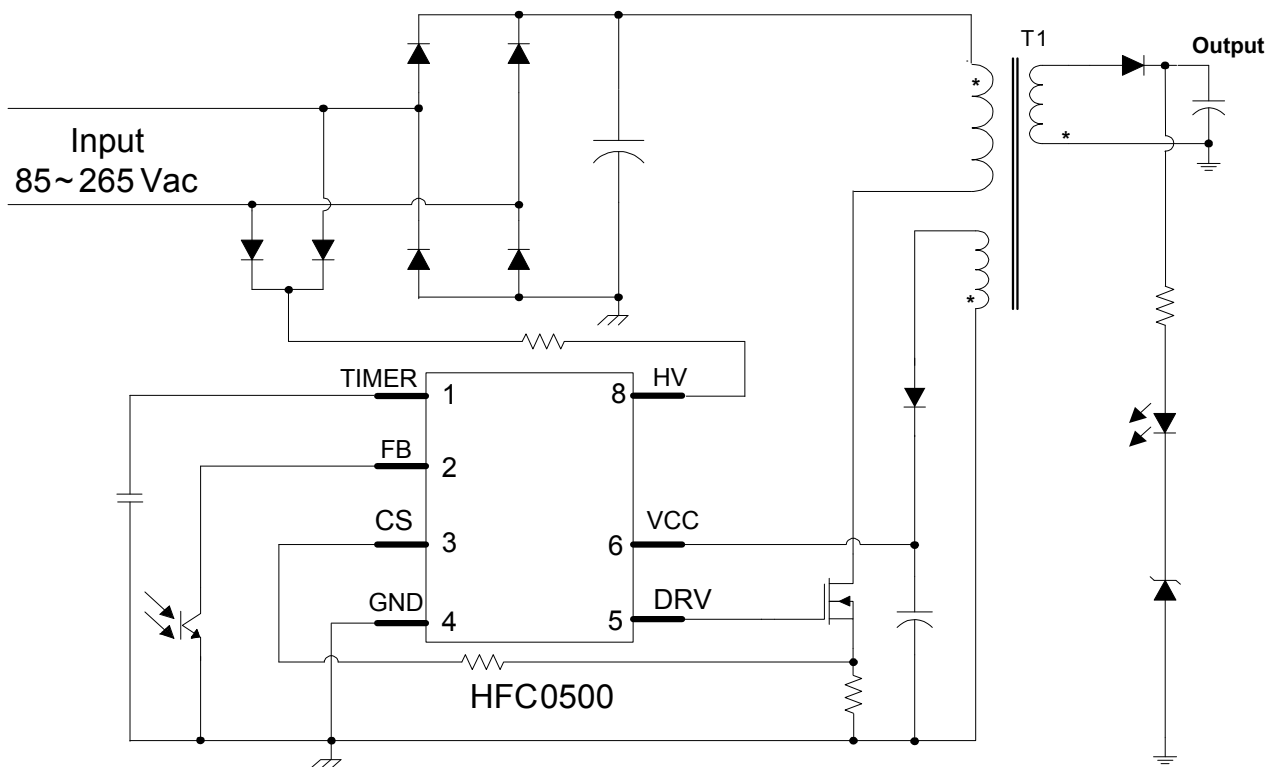 T1
Output
*
*
Input
85~265 Vac
*
TIMER
1
8
HV
FB
2
CS
3
6
VCC
GND
4
5
DRV
HFC0500